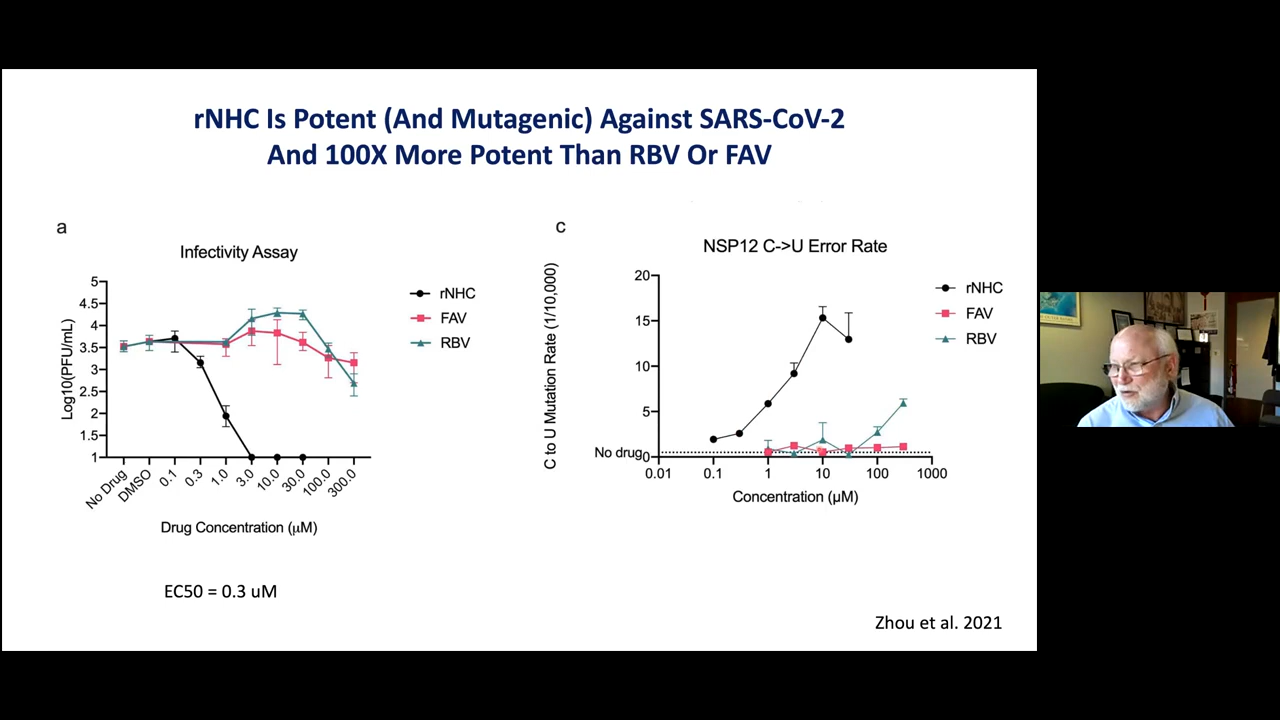 rNHC Is Potent (And Mutagenic) Against SARS-CoV-2
And 100X More Potent Than RBV Or FAV
a
Infectivity Assay
Log10(PFU/mL)
5
4.5
4
3.5
3
2.5
2
1.5
1
No Drug
DMSO
0.1
0.3
1.0
3.0
10.0
30.0
100.0
300.0
Drug Concentration (µM)
rNHC
FAV
RBV
EC50 = 0.3 uM
c
NSP12 C->U Error Rate
C to U Mutation Rate (1/10,000)
20
15
10
5
No drug
0
0.01
0.1
1
10
100
1000
Concentration (µM)
rNHC
FAV
RBV
Zhou et al. 2021